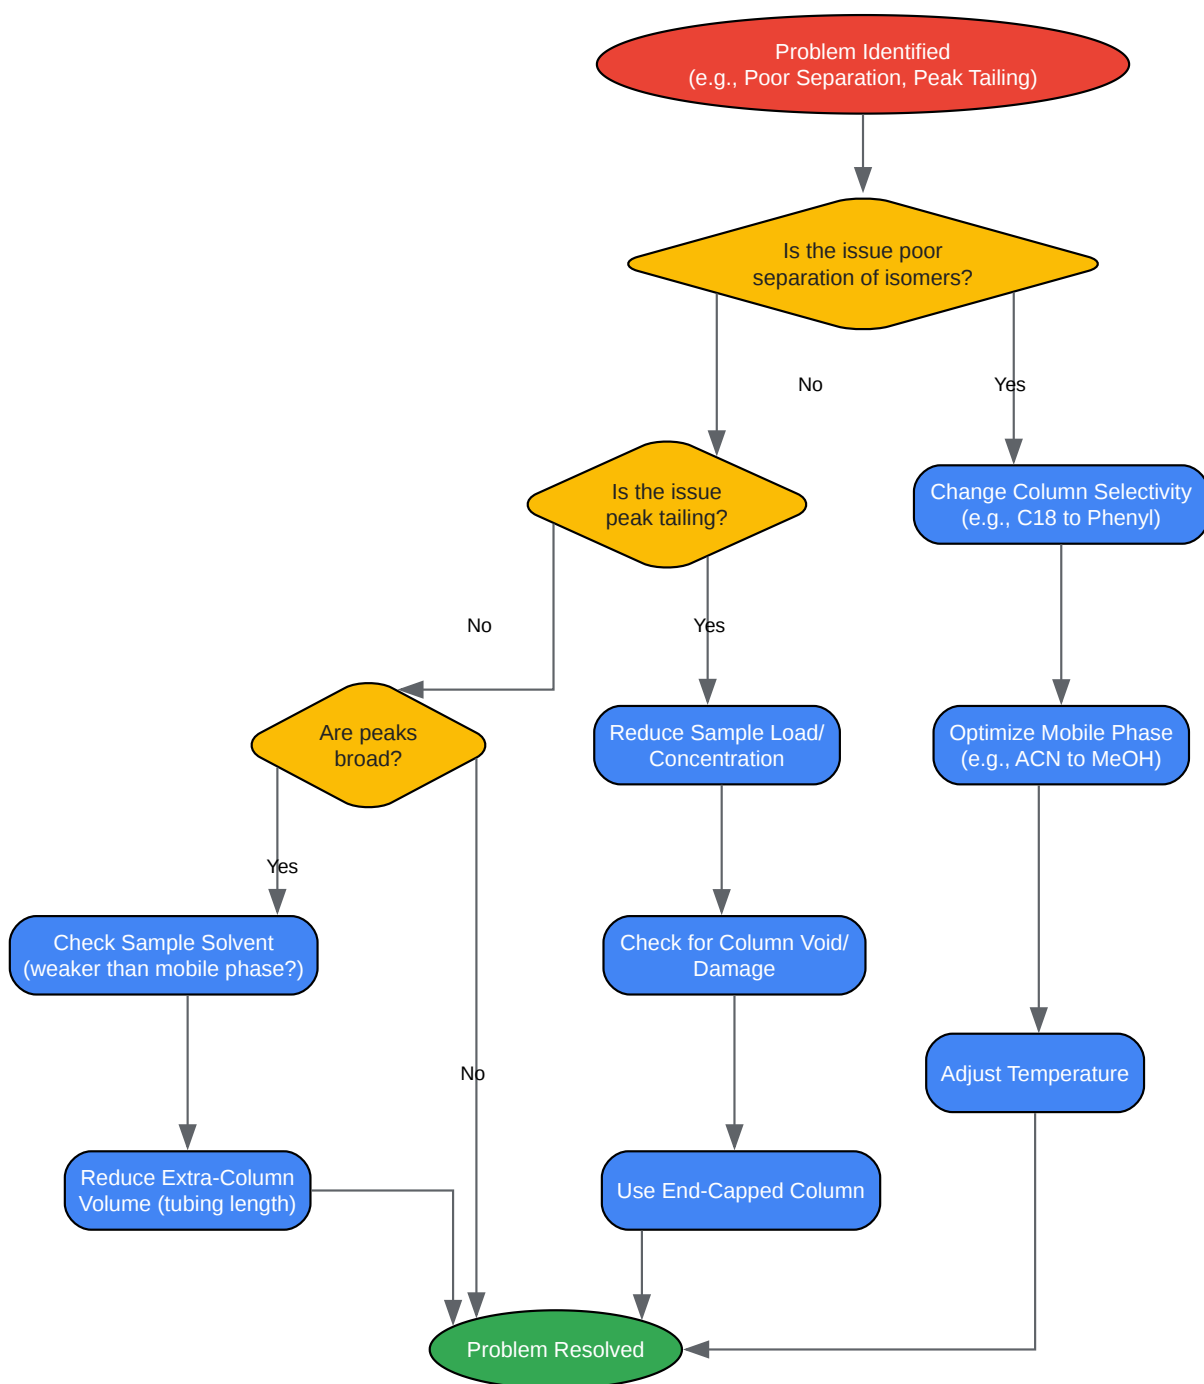 Problem Identified
(e.g., Poor Separation, Peak Tailing)
Is the issue poor
separation of isomers?
No
Yes
Is the issue
peak tailing?
Change Column Selectivity
(e.g., C18 to Phenyl)
No
Yes
Are peaks
broad?
Reduce Sample Load/
Concentration
Optimize Mobile Phase
(e.g., ACN to MeOH)
Yes
Check Sample Solvent
(weaker than mobile phase?)
Check for Column Void/
Damage
No
Adjust Temperature
Reduce Extra-Column
Volume (tubing length)
Use End-Capped Column
Problem Resolved